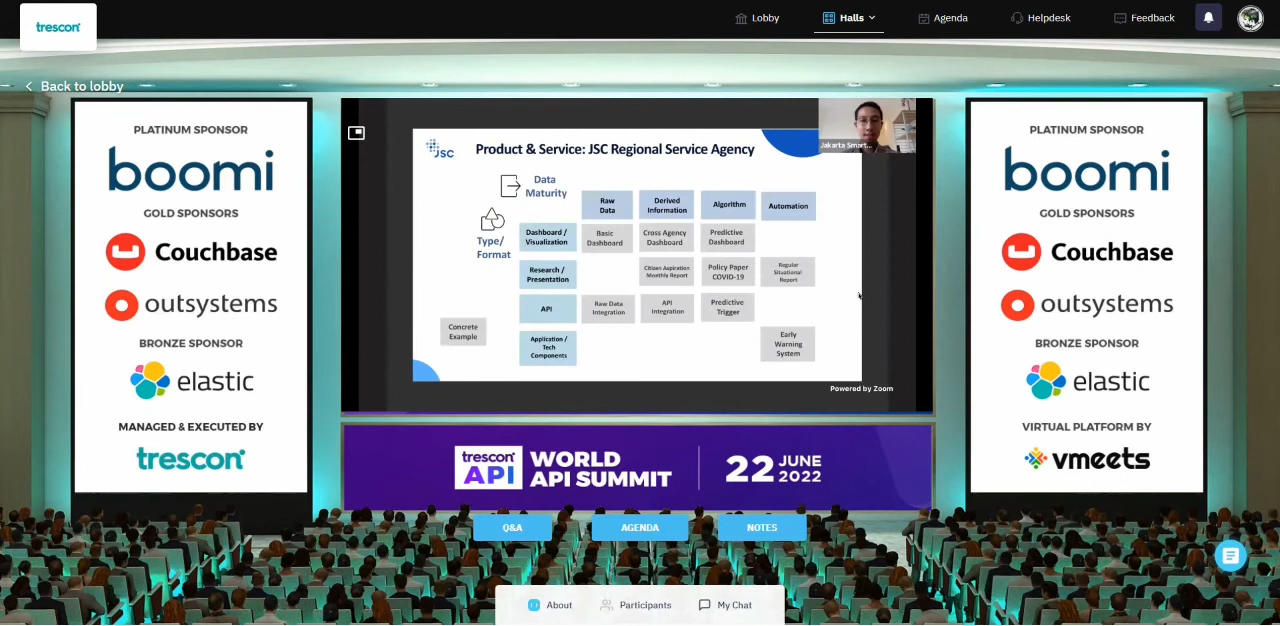 trescon
Lobby
Halls
Agenda
Helpdesk
Feedback
Back to lobby
PLATINUM SPONSOR
boomi
GOLD SPONSORS
Couchbase
outsystems
BRONZE SPONSOR
elastic
MANAGED & EXECUTED BY
trescon
JSC
Product & Service: JSC Regional Service Agency
Jakarta Smart...
Data
Maturity
Type/
Format
Raw
Data
Derived
Information
Algorithm
Automation
Dashboard /
Visualization
Basic
Dashboard
Cross Agency
Dashboard
Predictive
Dashboard
Research /
Presentation
Citizen Aspiration
Monthly Report
Policy Paper
COVID-19
Regular
Situational
Report
API
Raw Data
Integration
API
Integration
Predictive
Trigger
Concrete
Example
Application /
Tech
Components
Early
Warning
System
Powered by Zoom
trescon
API
WORLD
API SUMMIT
22 JUNE
2022
PLATINUM SPONSOR
boomi
GOLD SPONSORS
Couchbase
outsystems
BRONZE SPONSOR
elastic
VIRTUAL PLATFORM BY
vmeets
Q&A
AGENDA
NOTES
About
Participants
My Chat